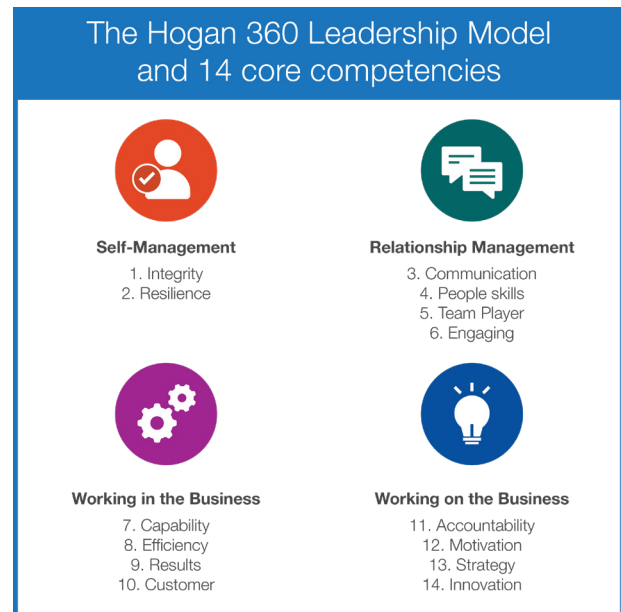 The Hogan 360 Leadership Model
and 14 core competencies
Self-Management
1. Integrity
2. Resilience
Relationship Management
3. Communication
4. People skills
5. Team Player
6. Engaging
Working in the Business
7. Capability
8. Efficiency
9. Results
10. Customer
Working on the Business
11. Accountability
12. Motivation
13. Strategy
14. Innovation